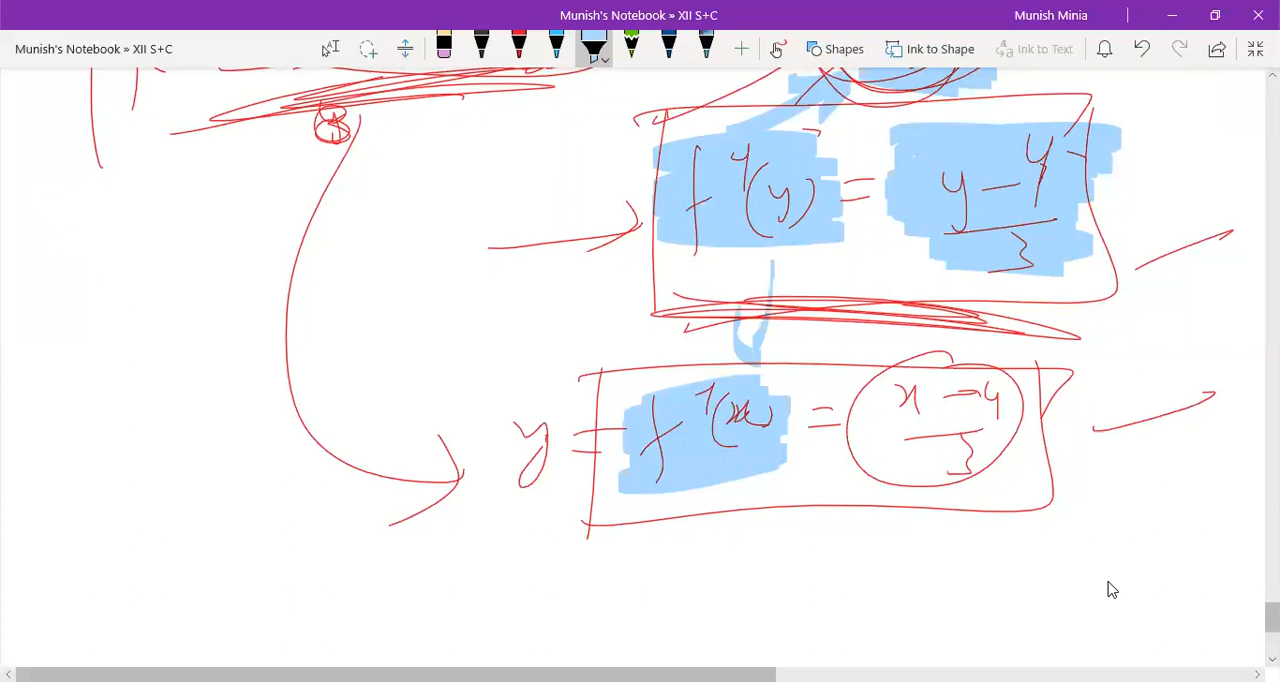 Munish's Notebook » XII S+C
Munish Minia
Munish's Notebook » XII S+C
Shapes
Ink to Shape
Ink to Text
8
f⁻¹(y) = y - 4 / 3
y = f⁻¹(x) = x - 4 / 3